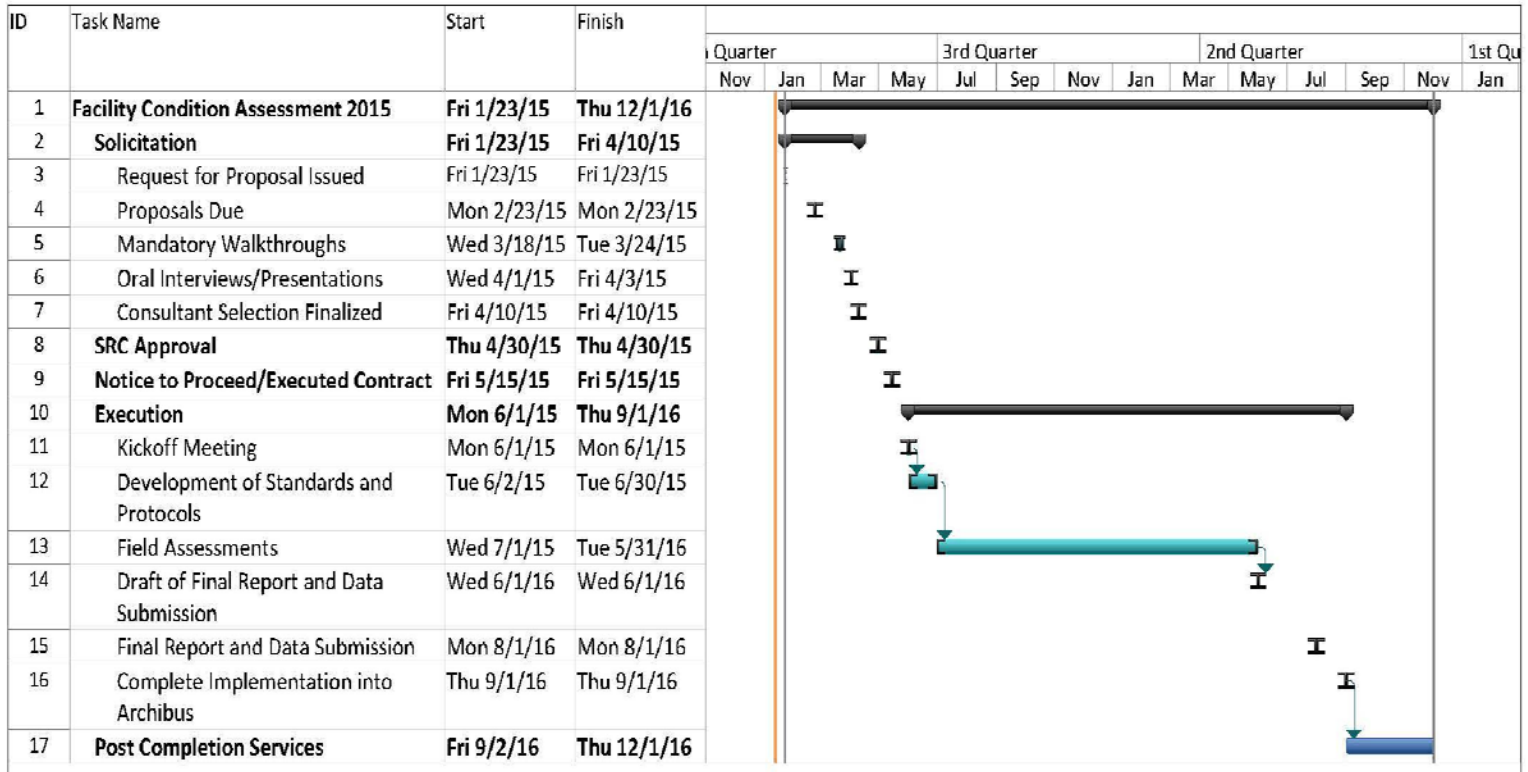 ID Task Name Start Finish
Quarter 3rd Quarter 2nd Quarter 1st Qu
Nov Jan Mar May Jul Sep Nov Jan Mar May Jul Sep Nov Jan
1 Facility Condition Assessment 2015 Fri 1/23/15 Thu 12/1/16
2 Solicitation Fri 1/23/15 Fri 4/10/15
3 Request for Proposal Issued Fri 1/23/15 Fri 1/23/15
4 Proposals Due Mon 2/23/15 Mon 2/23/15
5 Mandatory Walkthroughs Wed 3/18/15 Tue 3/24/15
6 Oral Interviews/Presentations Wed 4/1/15 Fri 4/3/15
7 Consultant Selection Finalized Fri 4/10/15 Fri 4/10/15
8 SRC Approval Thu 4/30/15 Thu 4/30/15
9 Notice to Proceed/Executed Contract Fri 5/15/15 Fri 5/15/15
10 Execution Mon 6/1/15 Thu 9/1/16
11 Kickoff Meeting Mon 6/1/15 Mon 6/1/15
12 Development of Standards and Tue 6/2/15 Tue 6/30/15
Protocols
13 Field Assessments Wed 7/1/15 Tue 5/31/16
14 Draft of Final Report and Data Wed 6/1/16 Wed 6/1/16
Submission
15 Final Report and Data Submission Mon 8/1/16 Mon 8/1/16
16 Complete Implementation into Thu 9/1/16 Thu 9/1/16
Archibus
17 Post Completion Services Fri 9/2/16 Thu 12/1/16